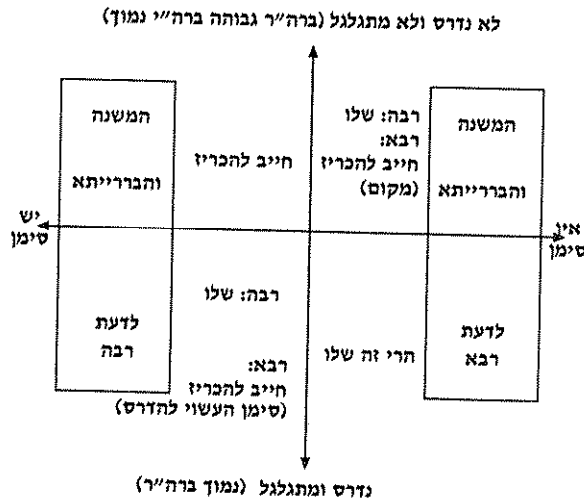 לא נדרס ולא מתגלגל (ברה"ר גבוהה ברה"י נמוך)
המשנה
והברייתא
רבה: שלו
רבא:
חייב להכריז
(מקום)
חייב להכריז
המשנה
והברייתא
אין
סימן
יש
סימן
לדעת
רבא
הרי זה שלו
רבה: שלו
רבא:
חייב להכריז
(סימן העשוי להדרס)
לדעת
רבה
נדרס ומתגלגל (נמוך ברה"ר)